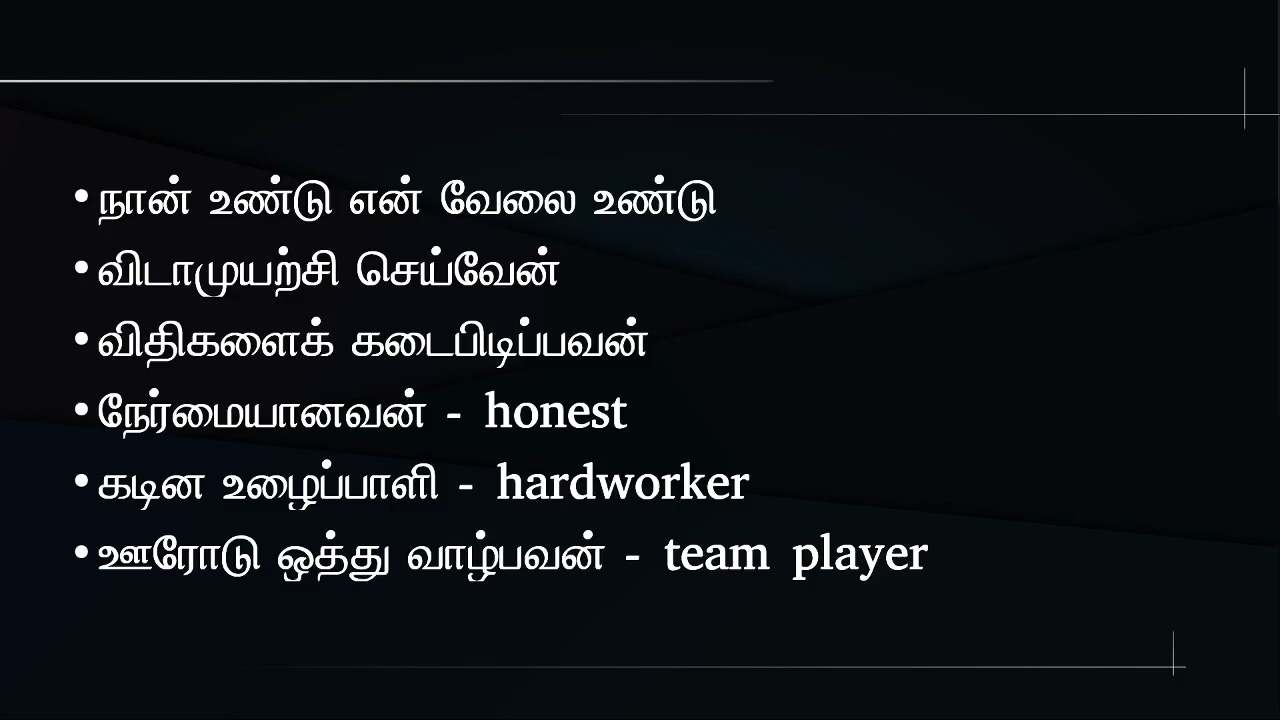 • நான் உண்டு என் வேலை உண்டு
• விடாமுயற்சி செய்வேன்
• விதிகளைக் கடைபிடிப்பவன்
• நேர்மையானவன் - honest
• கடின உழைப்பாளி - hardworker
• ஊரோடு ஒத்து வாழ்பவன் - team player